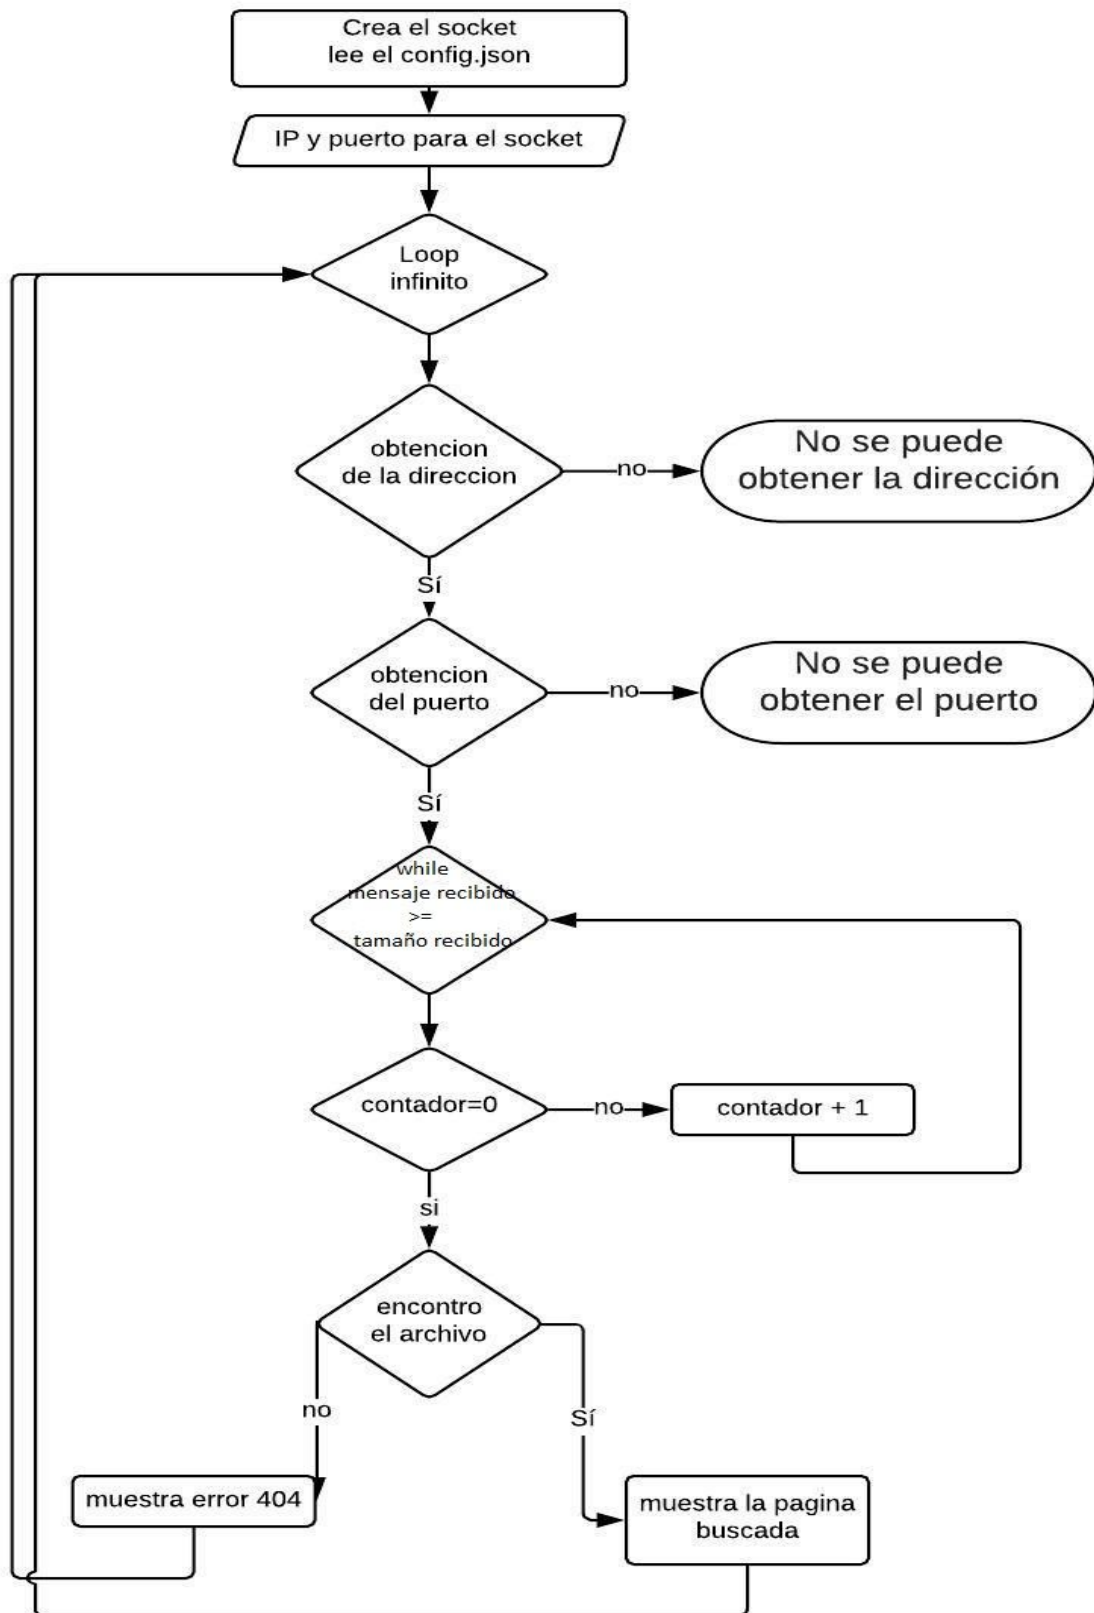 Crea el socket
lee el config.json
IP y puerto para el socket
Loop
infinito
obtencion
de la direccion
no
No se puede
obtener la dirección
Sí
obtencion
del puerto
no
No se puede
obtener el puerto
Sí
while
mensaje recibido
>=
tamaño recibido
contador=0
no
contador + 1
si
encontro
el archivo
no
Sí
muestra error 404
muestra la pagina
buscada